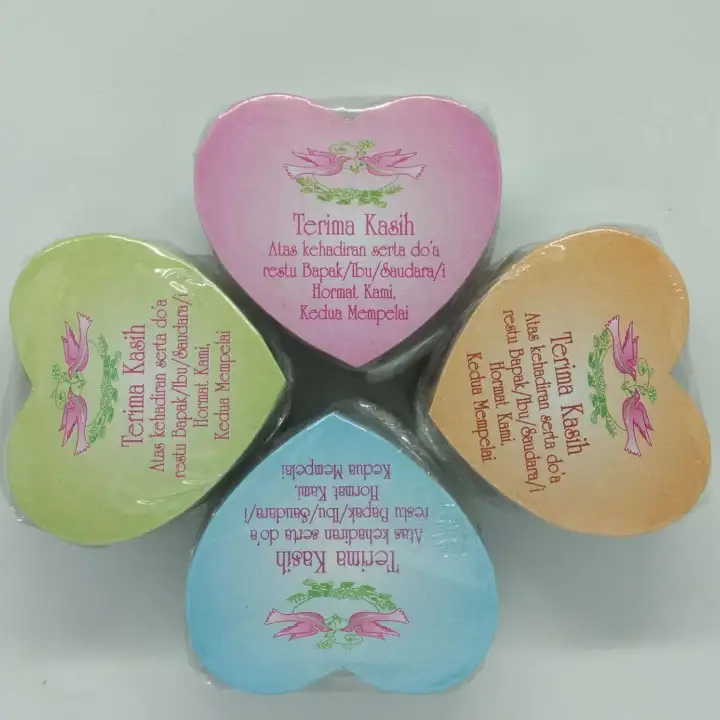 Terima Kasih
Atas kehadiran serta do'a
restu Bapak/Ibu/Saudara/i
Hormat Kami,
Kedua Mempelai
Terima Kasih
Atas kehadiran serta do'a
restu Bapak/Ibu/Saudara/i
Hormat Kami,
Kedua Mempelai
Terima Kasih
Atas kehadiran serta do'a
restu Bapak/Ibu/Saudara/i
Hormat Kami,
Kedua Mempelai
Terima Kasih
Atas kehadiran serta do'a
restu Bapak/Ibu/Saudara/i
Hormat Kami,
Kedua Mempelai